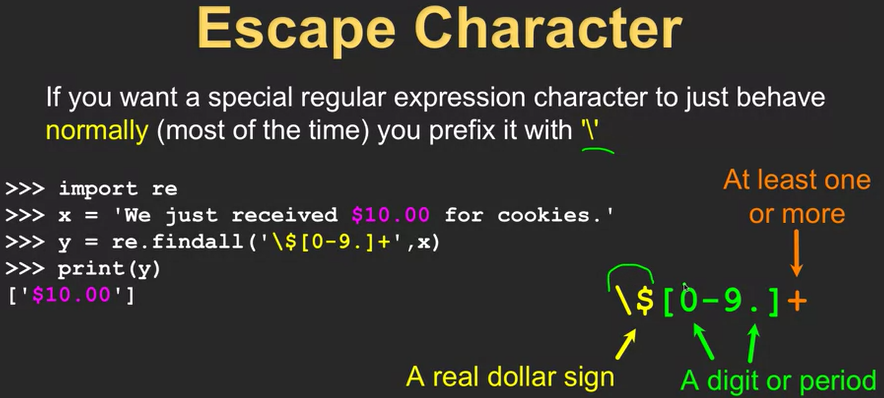 Escape Character
If you want a special regular expression character to just behave
normally (most of the time) you prefix it with '\'
>>> import re
>>> x = 'We just received $10.00 for cookies.'
>>> y = re.findall('\$[0-9.]+',x)
>>> print(y)
['$10.00']
At least one
or more
\$[0-9.]+
A real dollar sign
A digit or period